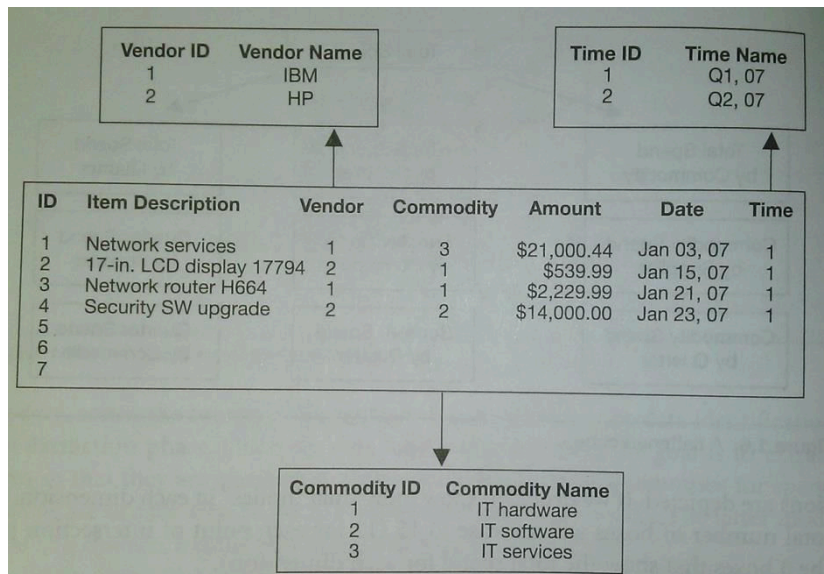 Vendor ID Vendor Name
1 IBM
2 HP
Time ID Time Name
1 Q1, 07
2 Q2, 07
ID Item Description Vendor Commodity Amount Date Time
1 Network services 1 3 $21,000.44 Jan 03, 07 1
2 17-in. LCD display 17794 2 1 $539.99 Jan 15, 07 1
3 Network router H664 1 1 $2,229.99 Jan 21, 07 1
4 Security SW upgrade 2 2 $14,000.00 Jan 23, 07 1
5
6
7
Commodity ID Commodity Name
1 IT hardware
2 IT software
3 IT services